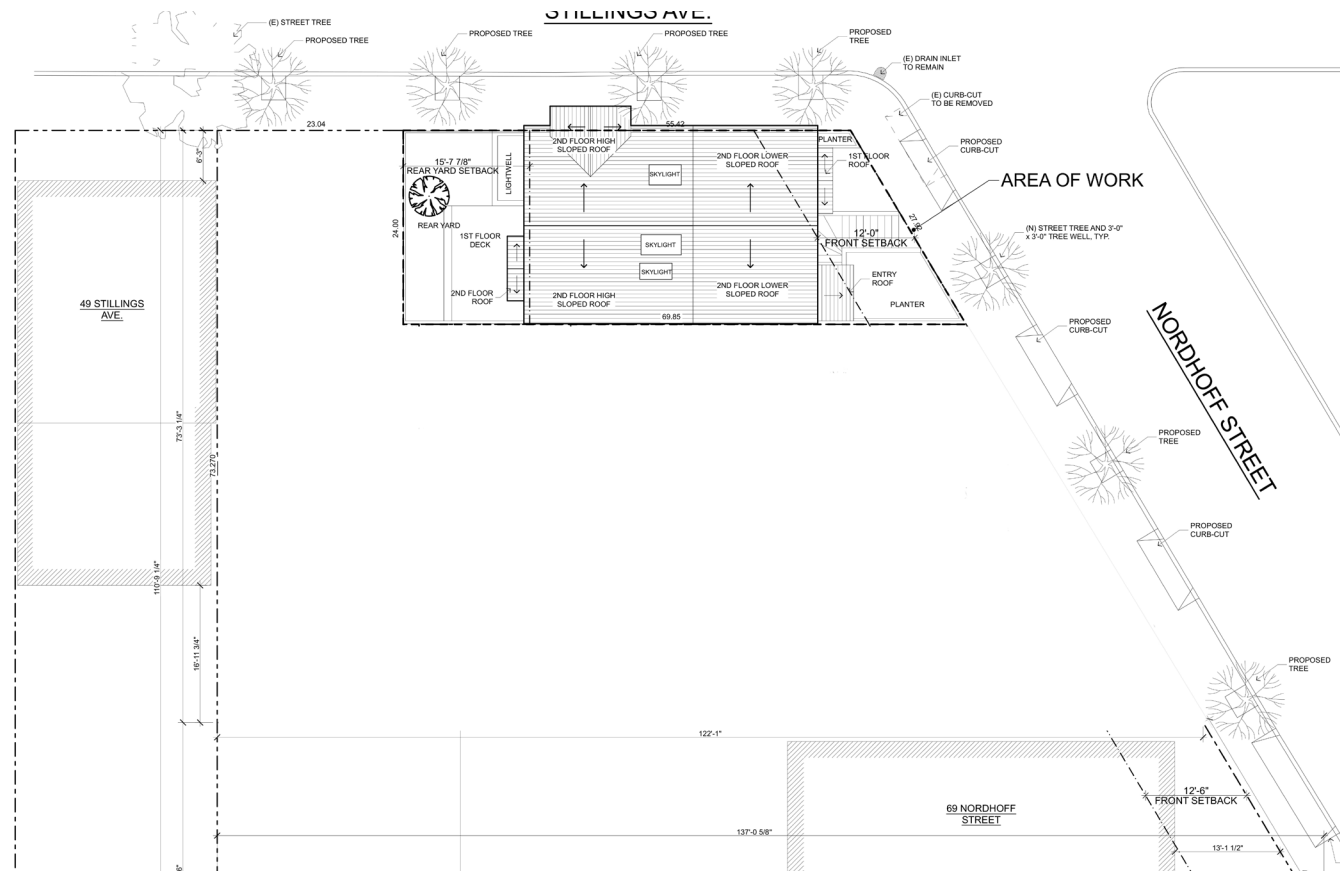 STILLINGS AVE.
(E) STREET TREE
PROPOSED TREE
PROPOSED TREE
PROPOSED TREE
PROPOSED
TREE
(E) DRAIN INLET
TO REMAIN
(E) CURB-CUT
TO BE REMOVED
PROPOSED
CURB-CUT
AREA OF WORK
(N) STREET TREE AND 3'-0"
x 3'-0" TREE WELL, TYP.
23.04
55.42
6'-3"
15'-7 7/8"
REAR YARD SETBACK
LIGHTWELL
2ND FLOOR HIGH
SLOPED ROOF
SKYLIGHT
2ND FLOOR LOWER
SLOPED ROOF
PLANTER
1ST FLOOR
ROOF
27.92
24.00
REAR YARD
1ST FLOOR
DECK
SKYLIGHT
SKYLIGHT
12'-0"
FRONT SETBACK
ENTRY
ROOF
PLANTER
2ND FLOOR
ROOF
2ND FLOOR HIGH
SLOPED ROOF
2ND FLOOR LOWER
SLOPED ROOF
69.85
49 STILLINGS
AVE.
PROPOSED
CURB-CUT
NORDHOFF STREET
73'-3 1/4"
73.270'
PROPOSED
TREE
PROPOSED
CURB-CUT
110'-9 1/4"
16'-11 3/4"
PROPOSED
TREE
122'-1"
69 NORDHOFF
STREET
12'-6"
FRONT SETBACK
137'-0 5/8"
13'-1 1/2"
6"